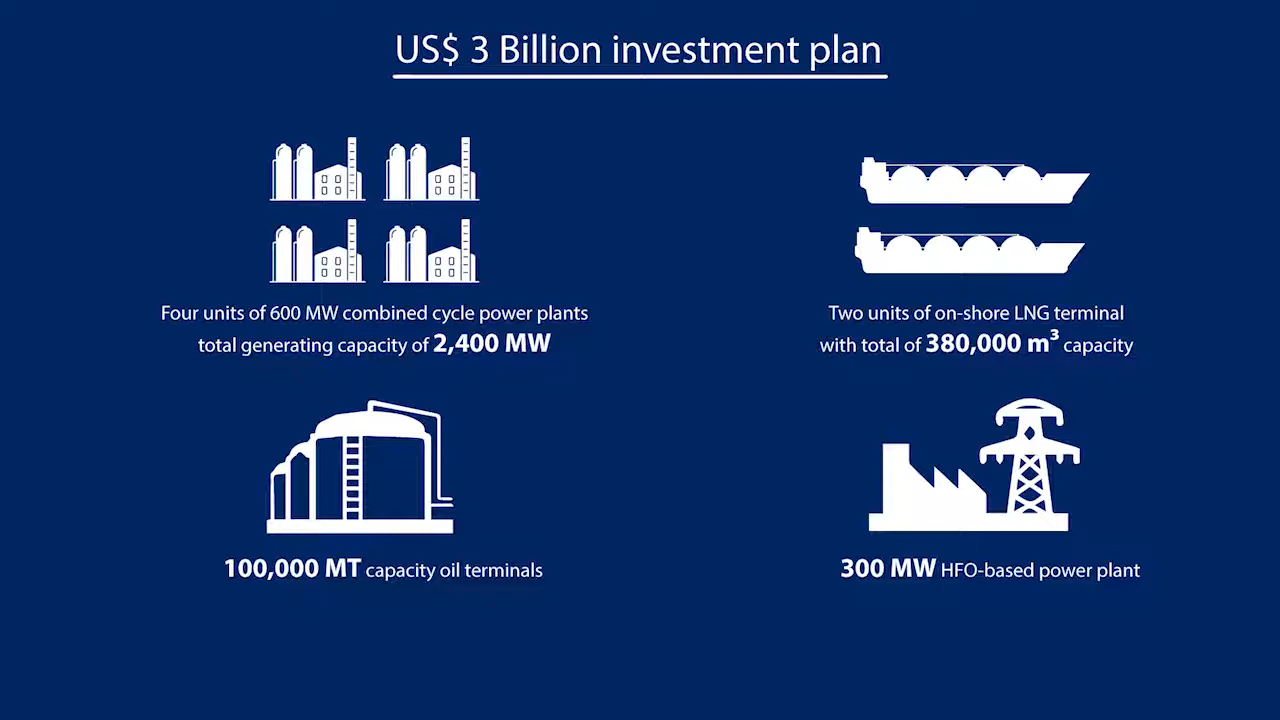 US$ 3 Billion investment plan
Four units of 600 MW combined cycle power plants
total generating capacity of 2,400 MW
Two units of on-shore LNG terminal
with total of 380,000 m³ capacity
100,000 MT capacity oil terminals
300 MW HFO-based power plant